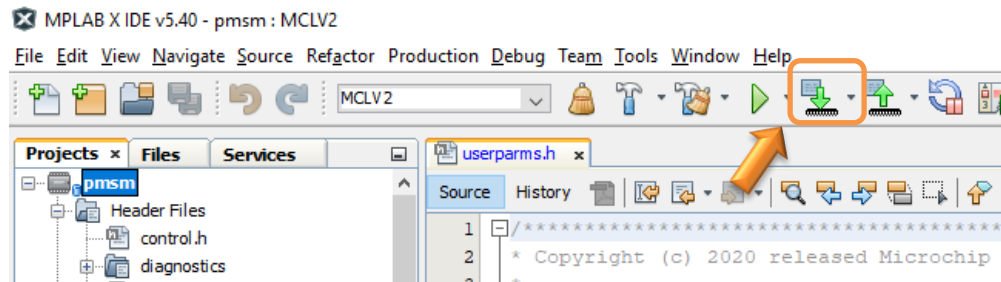 MPLAB X IDE v5.40 - pmsm : MCLV2
File Edit View Navigate Source Refactor Production Debug Team Tools Window Help
MCLV2
Projects x Files Services
userparms.h x
pmsm
Source History
Header Files
1 /****************************************
control.h
2 * Copyright (c) 2020 released Microchip
diagnostics